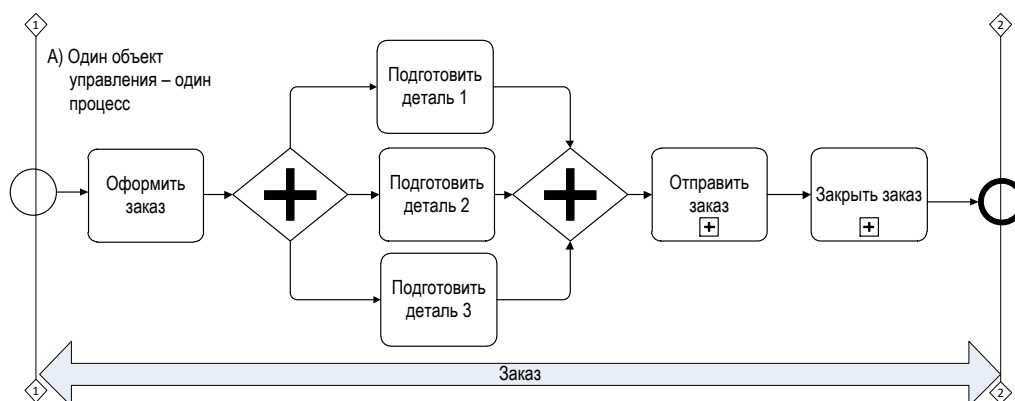 1
2
А) Один объект
управления – один
процесс
Подготовить
деталь 1
Оформить
заказ
Подготовить
деталь 2
Отправить
заказ
Закрыть заказ
Подготовить
деталь 3
Заказ
1
2